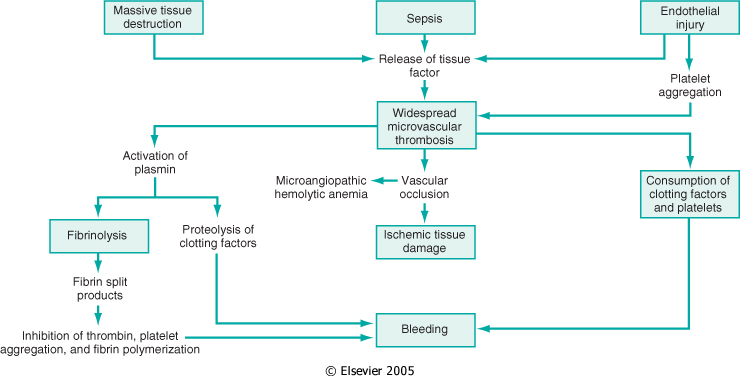 Massive tissue
destruction
Sepsis
Endothelial
injury
Release of tissue
factor
Platelet
aggregation
Widespread
microvascular
thrombosis
Activation of
plasmin
Microangiopathic
hemolytic anemia
Vascular
occlusion
Consumption of
clotting factors
and platelets
Fibrinolysis
Proteolysis of
clotting factors
Ischemic tissue
damage
Fibrin split
products
Bleeding
Inhibition of thrombin, platelet
aggregation, and fibrin polymerization
© Elsevier 2005